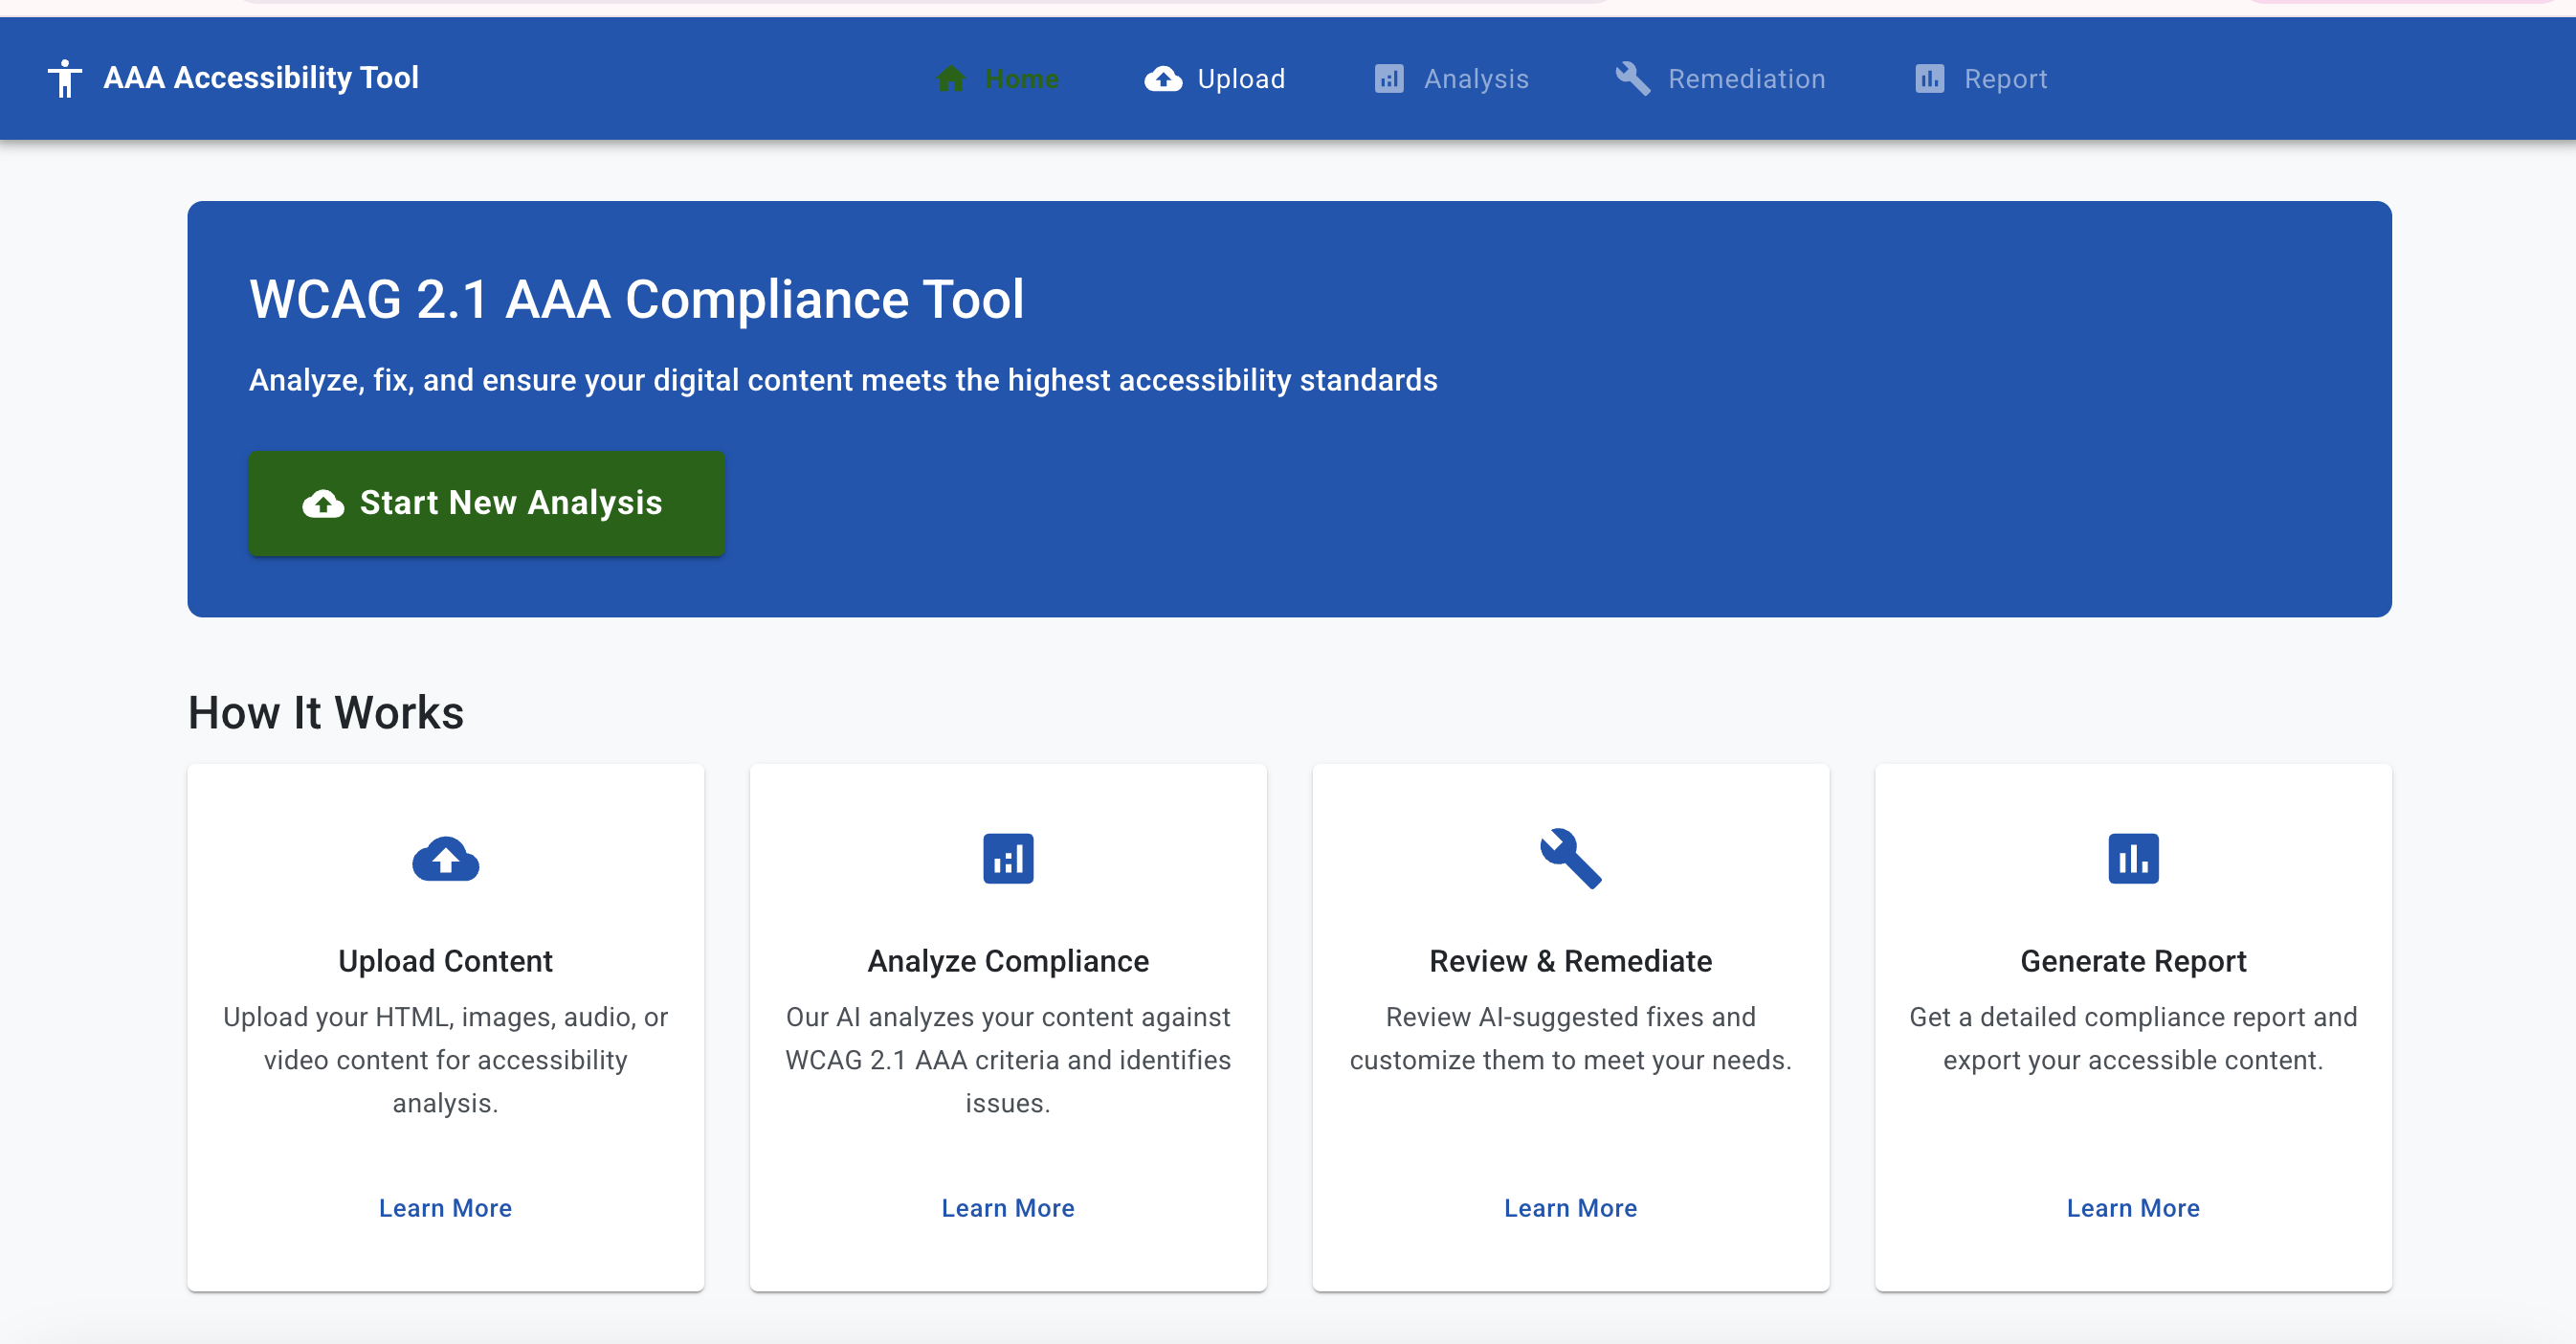 AAA Accessibility Tool
Home
Upload
Analysis
Remediation
Report
WCAG 2.1 AAA Compliance Tool
Analyze, fix, and ensure your digital content meets the highest accessibility standards
Start New Analysis
How It Works
Upload Content
Upload your HTML, images, audio, or
video content for accessibility
analysis.
Learn More
Analyze Compliance
Our AI analyzes your content against
WCAG 2.1 AAA criteria and identifies
issues.
Learn More
Review & Remediate
Review AI-suggested fixes and
customize them to meet your needs.
Learn More
Generate Report
Get a detailed compliance report and
export your accessible content.
Learn More